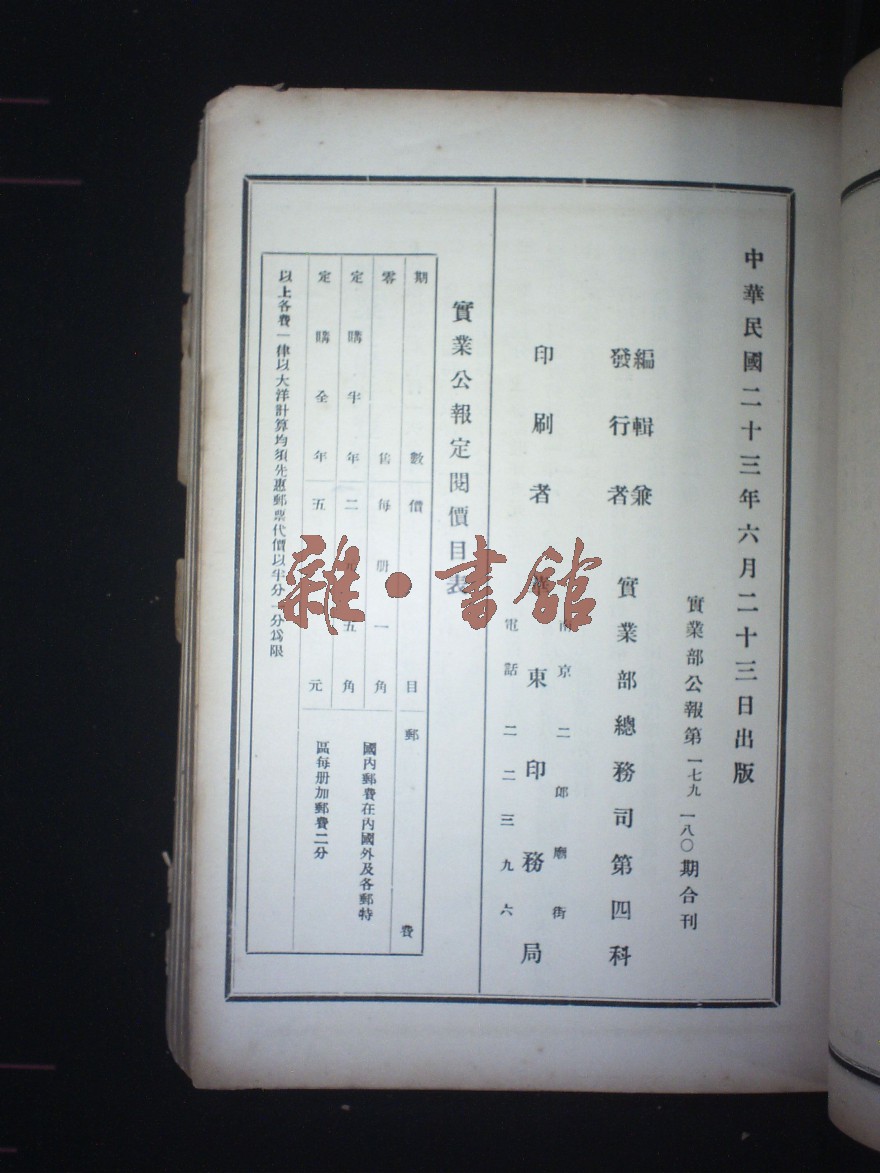 中華民國二十三年六月二十三日出版
實業部公報第一七九 一八〇期合刊
編輯兼
發行者
實業部總務司第四科
印刷者
南京二郎廟街
華東印務局
電話二二三九六
實業公報定閱價目表
期數 價目 郵費
零售 每册一角
定購半年 二元五角
定購全年 五元
國內郵費在內國外及各郵特
區每册加郵費二分
以上各費一律以大洋計算均須先惠郵票代價以半分一分爲限
雜·書館